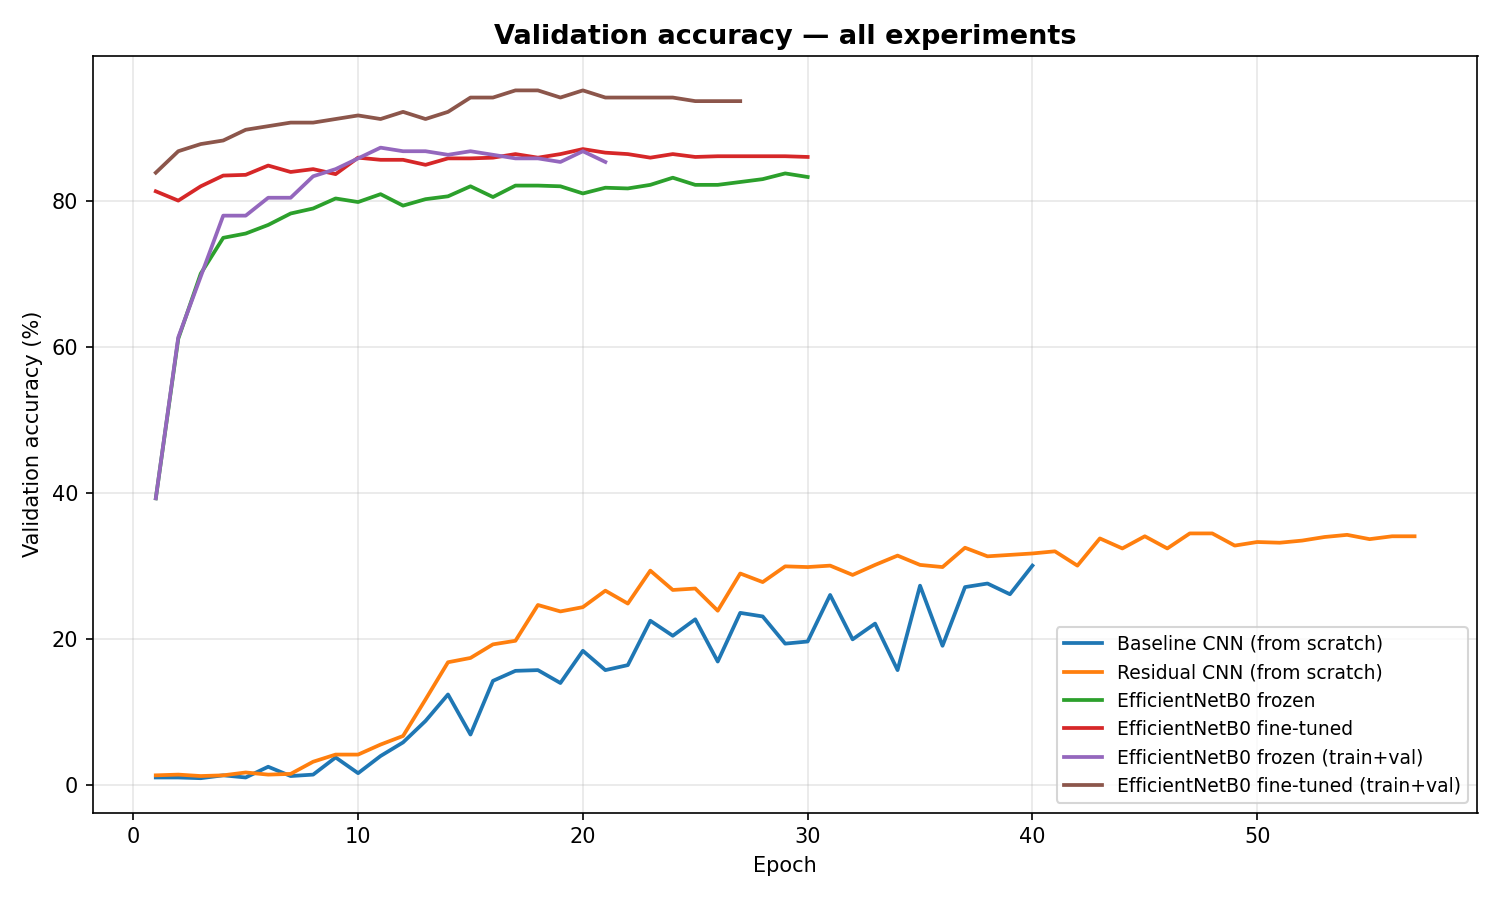 Validation accuracy — all experiments
Validation accuracy (%)
80
60
40
20
0
0 10 20 30 40 50
Epoch
Baseline CNN (from scratch)
Residual CNN (from scratch)
EfficientNetB0 frozen
EfficientNetB0 fine-tuned
EfficientNetB0 frozen (train+val)
EfficientNetB0 fine-tuned (train+val)